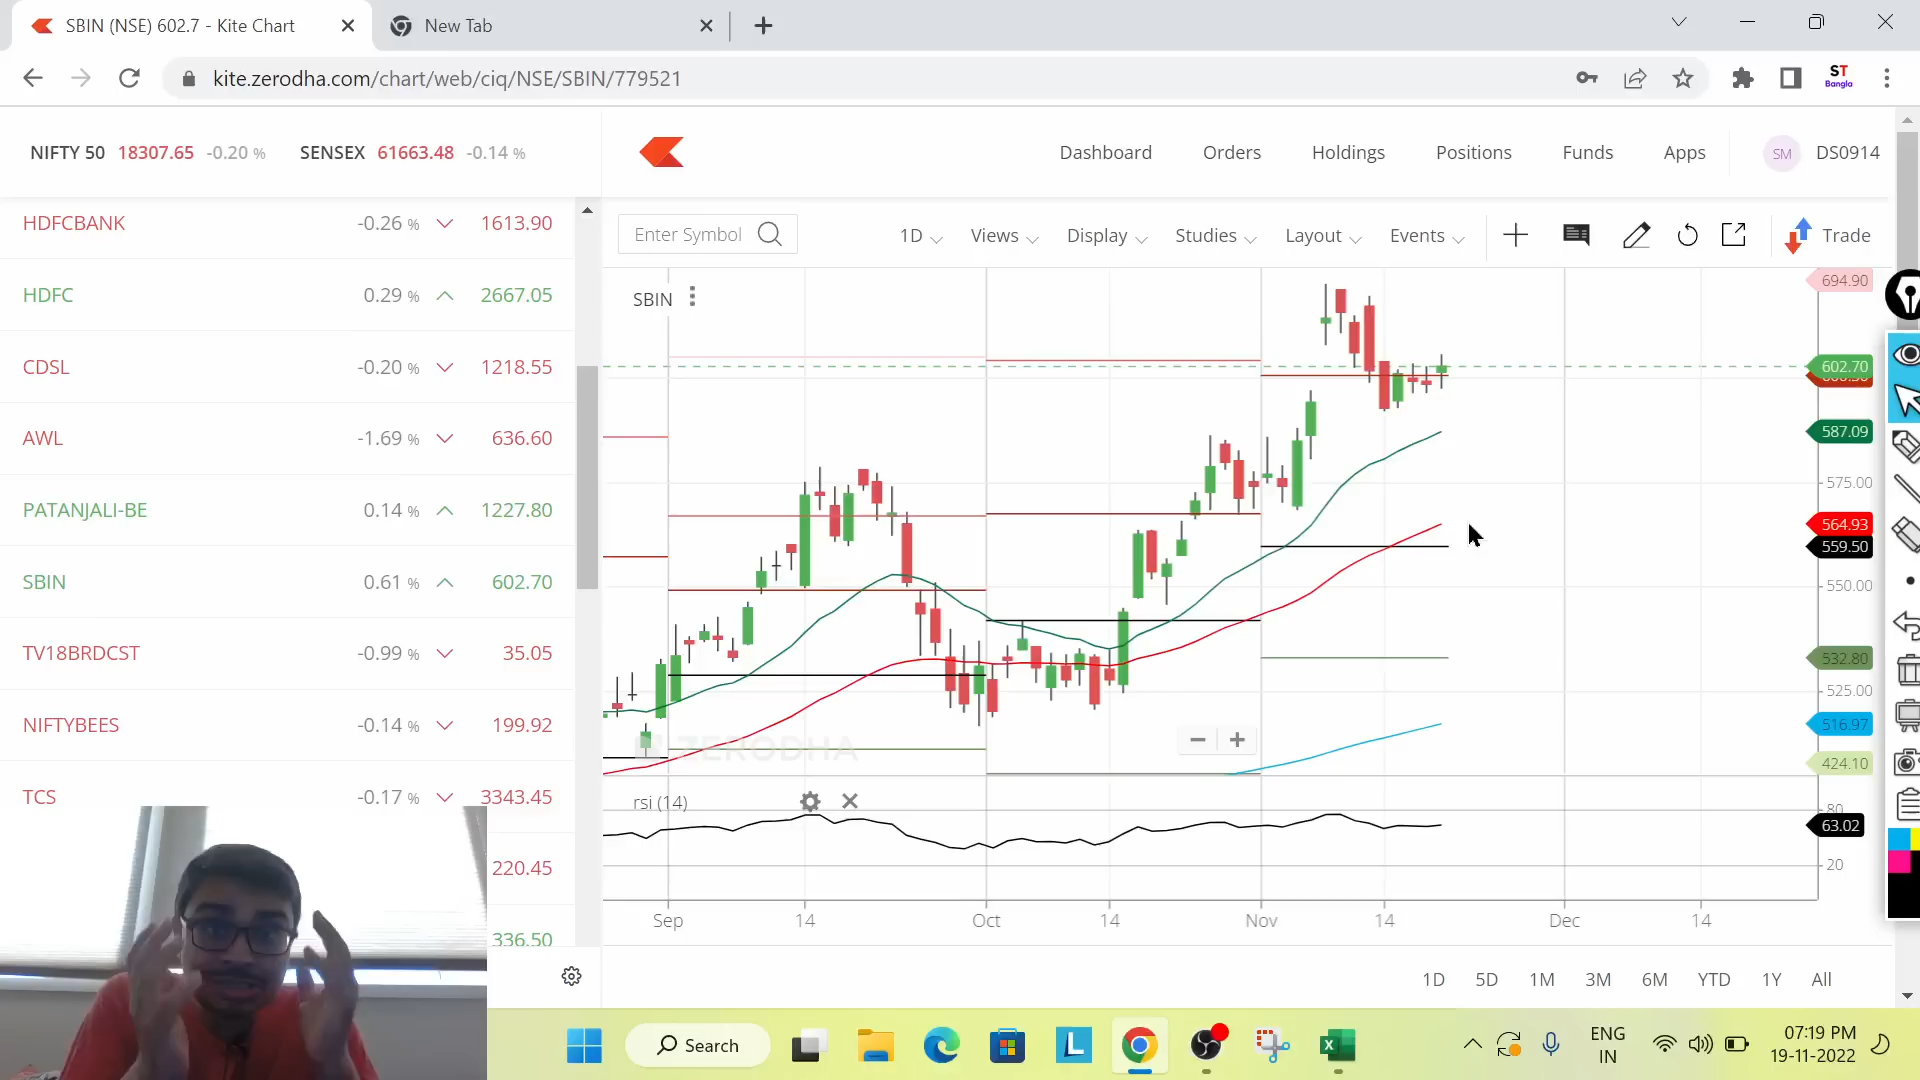 SBIN (NSE) 602.7 - Kite Chart
New Tab
kite.zerodha.com/chart/web/ciq/NSE/SBIN/779521
ST
Bangla
NIFTY 50 18307.65 -0.20 %
SENSEX 61663.48 -0.14 %
Dashboard
Orders
Holdings
Positions
Funds
Apps
SM
DS0914
HDFCBANK -0.26 % 1613.90
HDFC 0.29 % 2667.05
CDSL -0.20 % 1218.55
AWL -1.69 % 636.60
PATANJALI-BE 0.14 % 1227.80
SBIN 0.61 % 602.70
TV18BRDCST -0.99 % 35.05
NIFTYBEES -0.14 % 199.92
TCS -0.17 % 3343.45
220.45
336.50
Enter Symbol
1D
Views
Display
Studies
Layout
Events
Trade
SBIN
694.90
602.70
587.09
575.00
564.93
559.50
550.00
532.80
525.00
516.97
424.10
ZERODHA
rsi (14)
80
63.02
20
Sep 14 Oct 14 Nov 14 Dec 14
1D 5D 1M 3M 6M YTD 1Y All
Search
ENG
IN
07:19 PM
19-11-2022